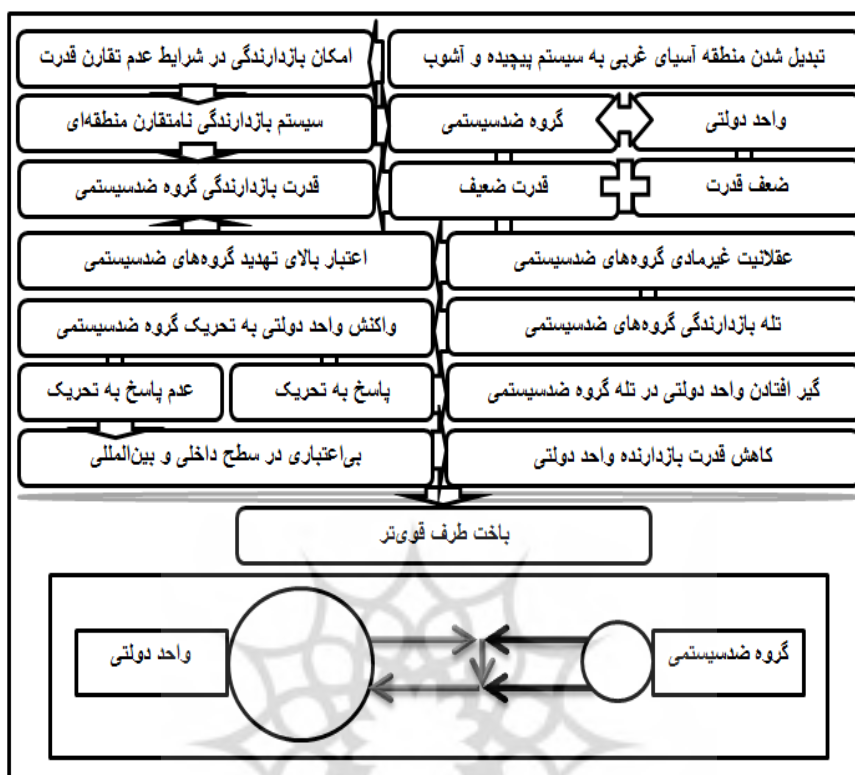 تبدیل شدن منطقه آسیای غربی به سیستم پیچیده و آشوب
امکان بازدارندگی در شرایط عدم تقارن قدرت
واحد دولتی
گروه ضدسیستمی
سیستم بازدارندگی نامتقارن منطقه‌ای
ضعف قدرت
قدرت ضعیف
قدرت بازدارندگی گروه ضدسیستمی
عقلانیت غیرمادی گروه‌های ضدسیستمی
اعتبار بالای تهدید گروه‌های ضدسیستمی
تله بازدارندگی گروه‌های ضدسیستمی
واکنش واحد دولتی به تحریک گروه ضدسیستمی
گیر افتادن واحد دولتی در تله گروه ضدسیستمی
پاسخ به تحریک
عدم پاسخ به تحریک
کاهش قدرت بازدارنده واحد دولتی
بی‌اعتباری در سطح داخلی و بین‌المللی
باخت طرف قوی‌تر
گروه ضدسیستمی
واحد دولتی